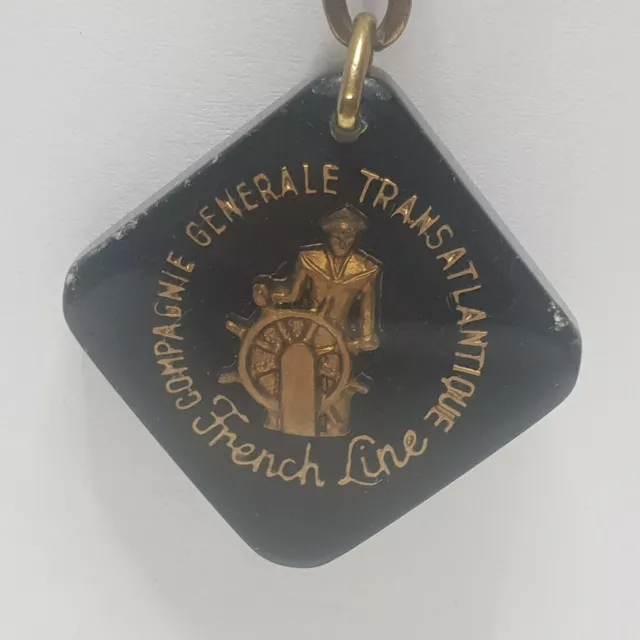 COMPAGNIE GENERALE TRANSATLANTIQUE
French Line